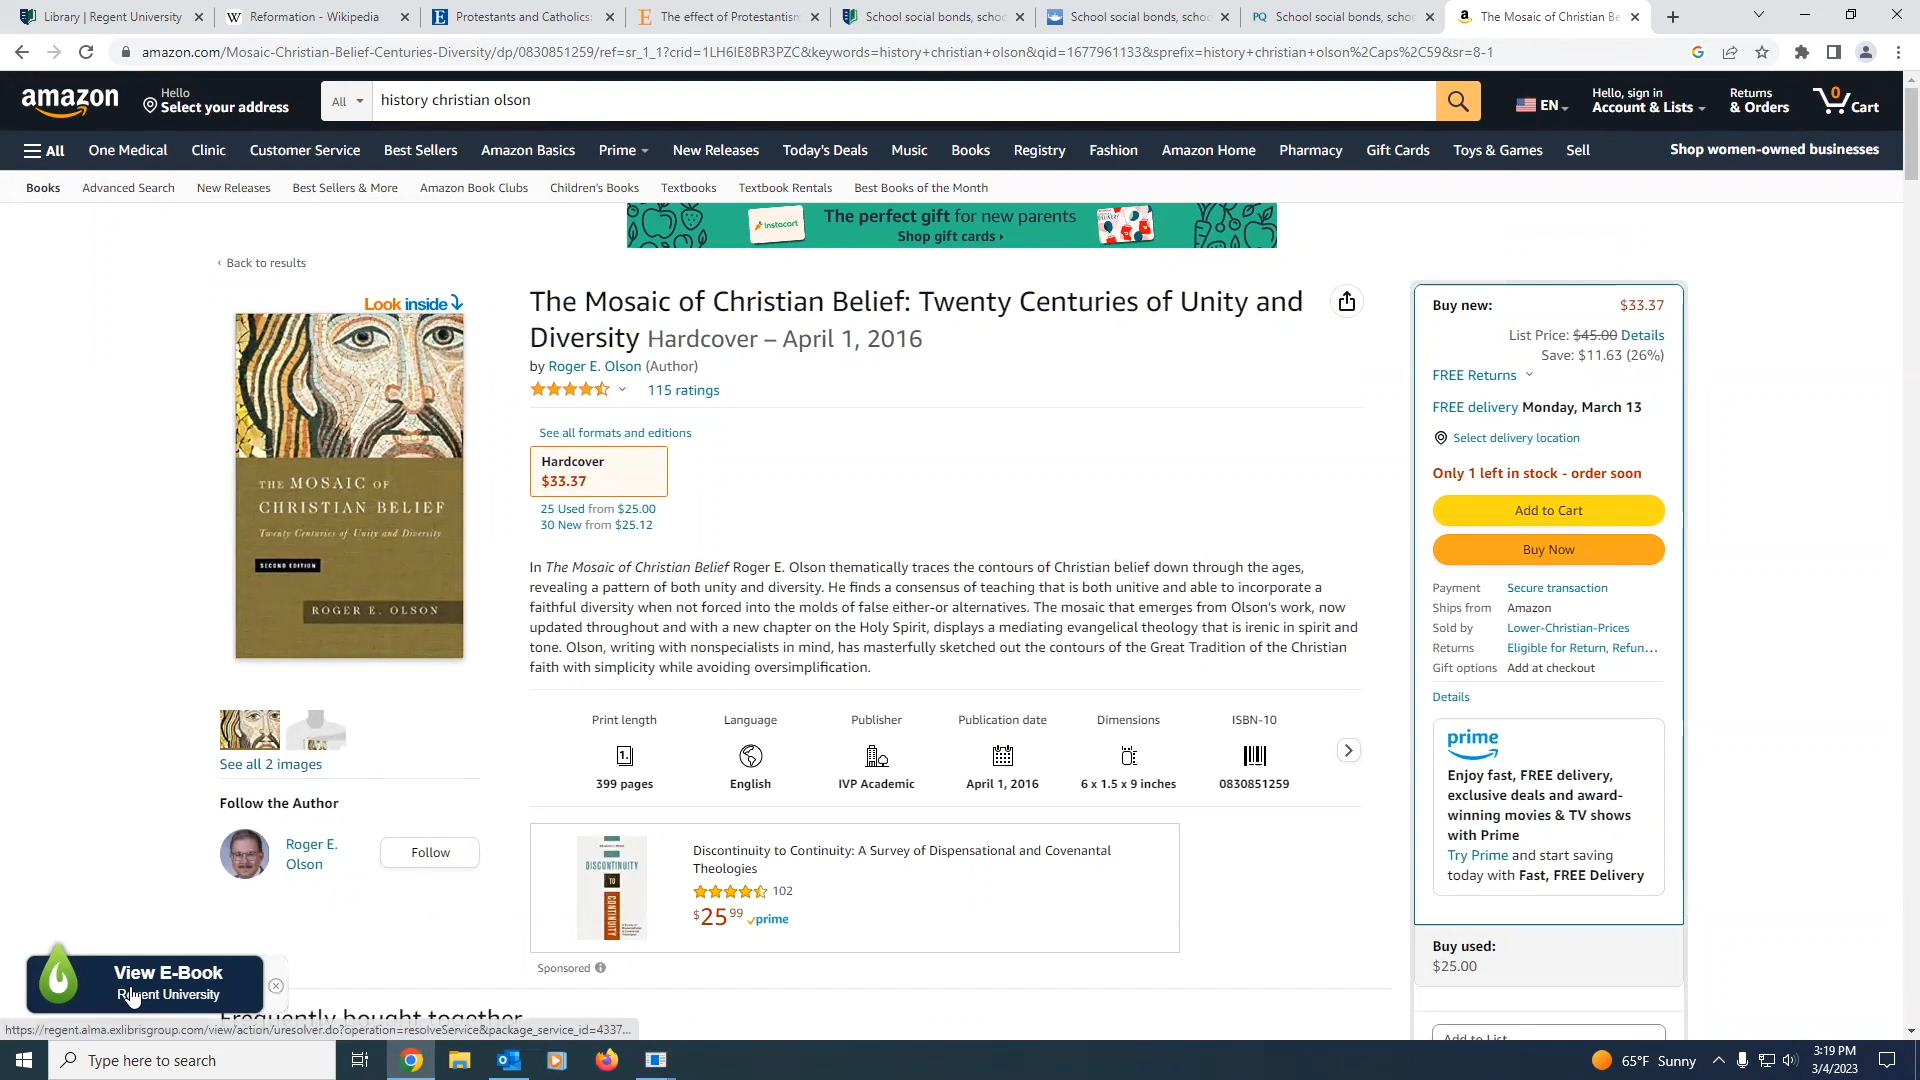 Library | Regent University
Reformation - Wikipedia
Protestants and Catholics:
The effect of Protestantism
School social bonds, schoo
School social bonds, schoo
School social bonds, schoo
The Mosaic of Christian Be
amazon.com/Mosaic-Christian-Belief-Centuries-Diversity/dp/0830851259/ref=sr_1_1?crid=1LH6IE8BR3PZC&keywords=history+christian+olson&qid=1677961133&sprefix=history+christian+olson%2Caps%2C59&sr=8-1
amazon
Hello
Select your address
All
history christian olson
EN
Hello, sign in
Account & Lists
Returns
& Orders
0
Cart
All
One Medical
Clinic
Customer Service
Best Sellers
Amazon Basics
Prime
New Releases
Today's Deals
Music
Books
Registry
Fashion
Amazon Home
Pharmacy
Gift Cards
Toys & Games
Sell
Shop women-owned businesses
Books
Advanced Search
New Releases
Best Sellers & More
Amazon Book Clubs
Children's Books
Textbooks
Textbook Rentals
Best Books of the Month
instacart
The perfect gift for new parents
Shop gift cards ›
‹ Back to results
Look inside
THE MOSAIC OF
CHRISTIAN BELIEF
Twenty Centuries of Unity and Diversity
SECOND EDITION
ROGER E. OLSON
See all 2 images
Follow the Author
Roger E.
Olson
Follow
The Mosaic of Christian Belief: Twenty Centuries of Unity and
Diversity Hardcover – April 1, 2016
by Roger E. Olson (Author)
115 ratings
See all formats and editions
Hardcover
$33.37
25 Used from $25.00
30 New from $25.12
In The Mosaic of Christian Belief Roger E. Olson thematically traces the contours of Christian belief down through the ages,
revealing a pattern of both unity and diversity. He finds a consensus of teaching that is both unitive and able to incorporate a
faithful diversity when not forced into the molds of false either-or alternatives. The mosaic that emerges from Olson's work, now
updated throughout and with a new chapter on the Holy Spirit, displays a mediating evangelical theology that is irenic in spirit and
tone. Olson, writing with nonspecialists in mind, has masterfully sketched out the contours of the Great Tradition of the Christian
faith with simplicity while avoiding oversimplification.
Print length
399 pages
Language
English
Publisher
IVP Academic
Publication date
April 1, 2016
Dimensions
6 x 1.5 x 9 inches
ISBN-10
0830851259
DISCONTINUITY
TO
CONTINUITY
Discontinuity to Continuity: A Survey of Dispensational and Covenantal
Theologies
102
$25 99 prime
Sponsored
Frequently bought together
Buy new:
$33.37
List Price: $45.00 Details
Save: $11.63 (26%)
FREE Returns
FREE delivery Monday, March 13
Select delivery location
Only 1 left in stock - order soon
Add to Cart
Buy Now
Payment Secure transaction
Ships from Amazon
Sold by Lower-Christian-Prices
Returns Eligible for Return, Refun…
Gift options Add at checkout
Details
prime
Enjoy fast, FREE delivery,
exclusive deals and award-
winning movies & TV shows
with Prime
Try Prime and start saving
today with Fast, FREE Delivery
Buy used:
$25.00
Add to List
View E-Book
Regent University
https://regent.alma.exlibrisgroup.com/view/action/uresolver.do?operation=resolveService&package_service_id=4337...
Type here to search
65°F Sunny
3:19 PM
3/4/2023